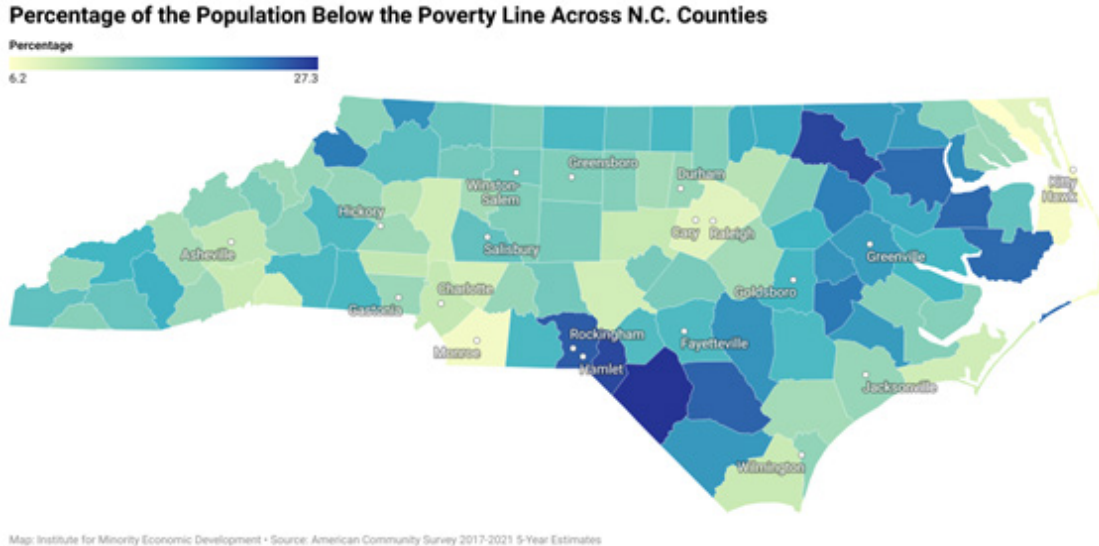 Percentage of the Population Below the Poverty Line Across N.C. Counties
Percentage
6.2 27.3
Greensboro
Durham
Winston-
Salem
Kitty
Hawk
Hickory
Cary Raleigh
Salisbury
Asheville
Greenville
Charlotte
Goldsboro
Gastonia
Rockingham
Monroe
Fayetteville
Hamlet
Jacksonville
Wilmington
Map: Institute for Minority Economic Development • Source: American Community Survey 2017-2021 5-Year Estimates